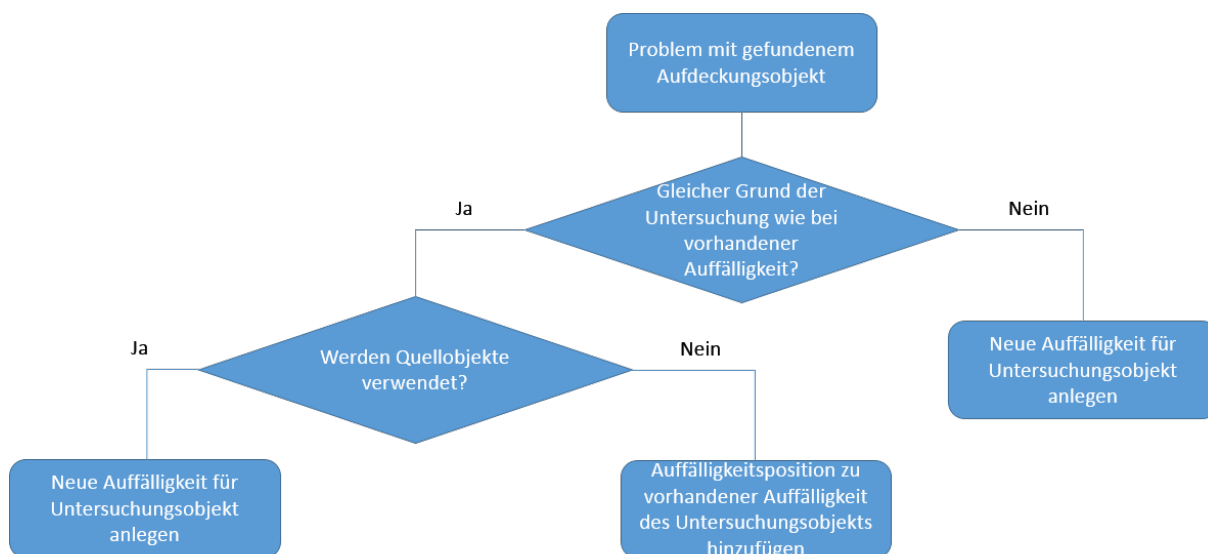 Problem mit gefundenem
Aufdeckungsobjekt
Gleicher Grund der
Untersuchung wie bei
vorhandener
Auffälligkeit?
Ja
Nein
Werden Quellobjekte
verwendet?
Ja
Nein
Neue Auffälligkeit für
Untersuchungsobjekt
anlegen
Neue Auffälligkeit für
Untersuchungsobjekt
anlegen
Auffälligkeitsposition zu
vorhandener Auffälligkeit
des Untersuchungsobjekts
hinzufügen